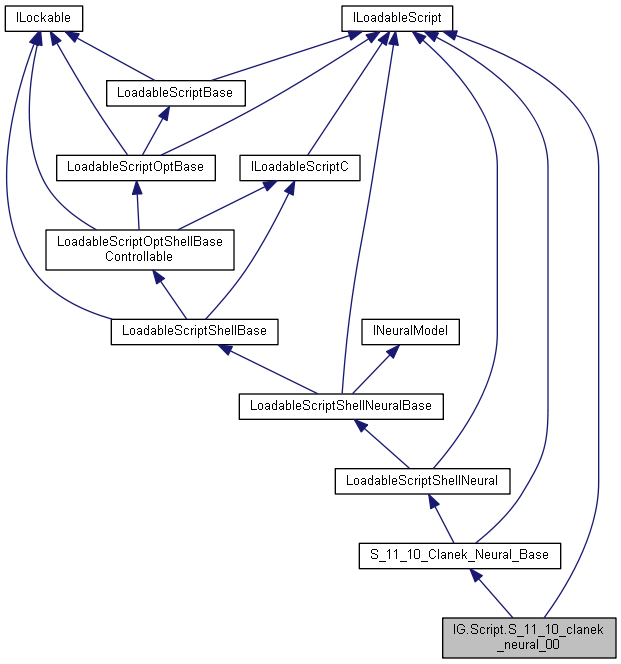 ILockable
ILoadableScript
LoadableScriptBase
LoadableScriptOptBase
ILoadableScriptC
LoadableScriptOptShellBase
Controllable
LoadableScriptShellBase
INeuralModel
LoadableScriptShellNeuralBase
LoadableScriptShellNeural
S_11_10_Clanek_Neural_Base
IG.Script.S_11_10_clanek
_neural_00